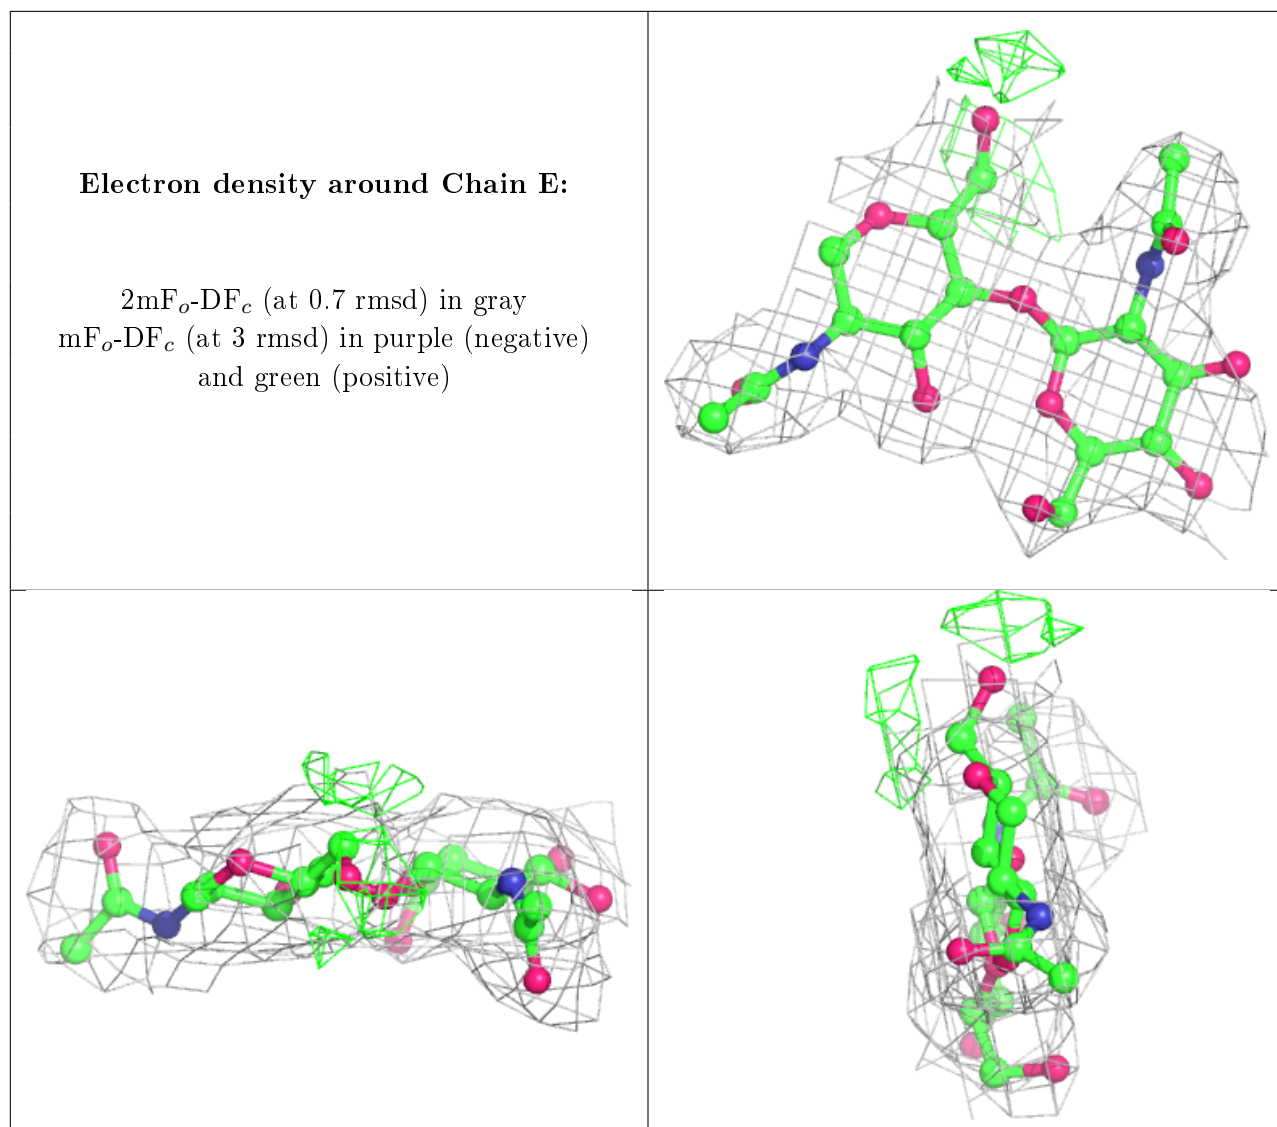 Electron density around Chain E:
2mFₒ-DF𝑐 (at 0.7 rmsd) in gray
mFₒ-DF𝑐 (at 3 rmsd) in purple (negative)
and green (positive)